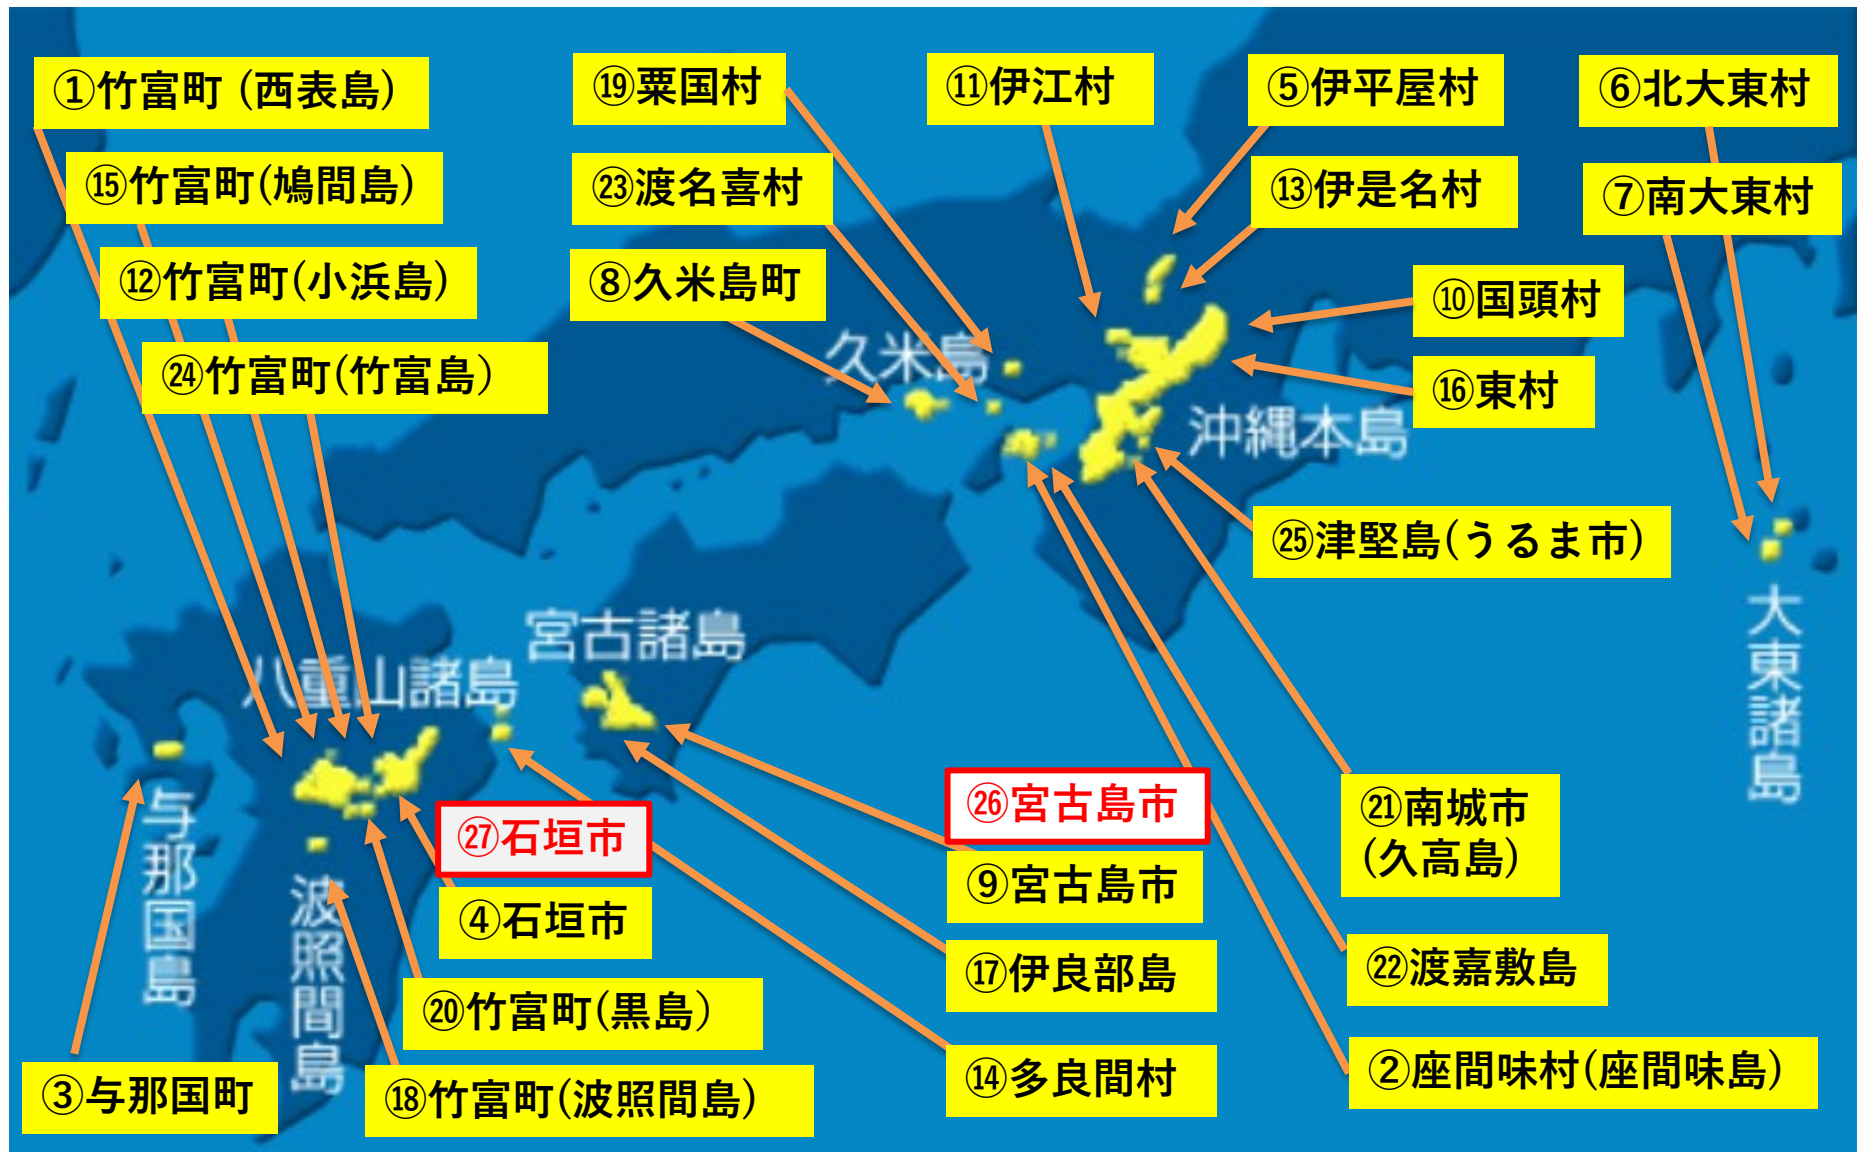 ①竹富町(西表島)
⑮竹富町(鳩間島)
⑫竹富町(小浜島)
㉔竹富町(竹富島)
⑲粟国村
㉓渡名喜村
⑧久米島町
⑪伊江村
⑤伊平屋村
⑬伊是名村
⑥北大東村
⑦南大東村
⑩国頭村
⑯東村
久米島
沖縄本島
㉕津堅島(うるま市)
大東諸島
宮古諸島
八重山諸島
与那国島
波照間島
㉗石垣市
④石垣市
⑳竹富町(黒島)
⑱竹富町(波照間島)
③与那国町
㉖宮古島市
⑨宮古島市
⑰伊良部島
⑭多良間村
㉑南城市
(久高島)
㉒渡嘉敷島
②座間味村(座間味島)